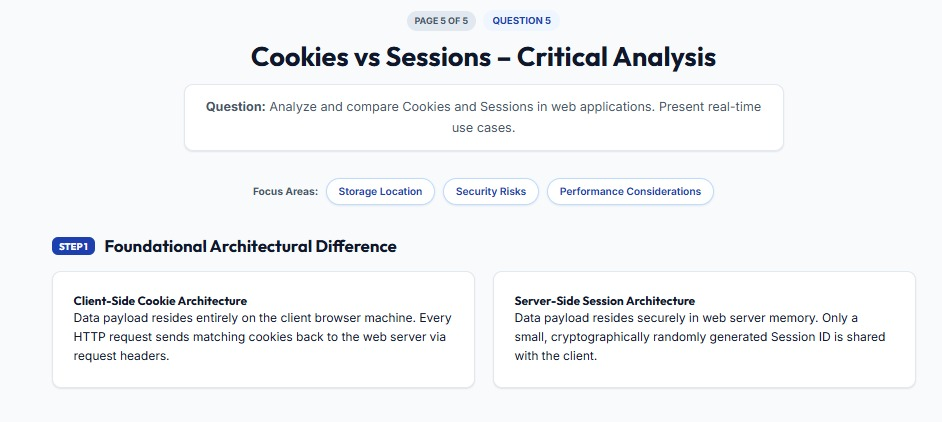 PAGE 5 OF 5
QUESTION 5
Cookies vs Sessions – Critical Analysis
Question: Analyze and compare Cookies and Sessions in web applications. Present real-time
use cases.
Focus Areas:
Storage Location
Security Risks
Performance Considerations
STEP 1
Foundational Architectural Difference
Client-Side Cookie Architecture
Data payload resides entirely on the client browser machine. Every
HTTP request sends matching cookies back to the web server via
request headers.
Server-Side Session Architecture
Data payload resides securely in web server memory. Only a
small, cryptographically randomly generated Session ID is shared
with the client.